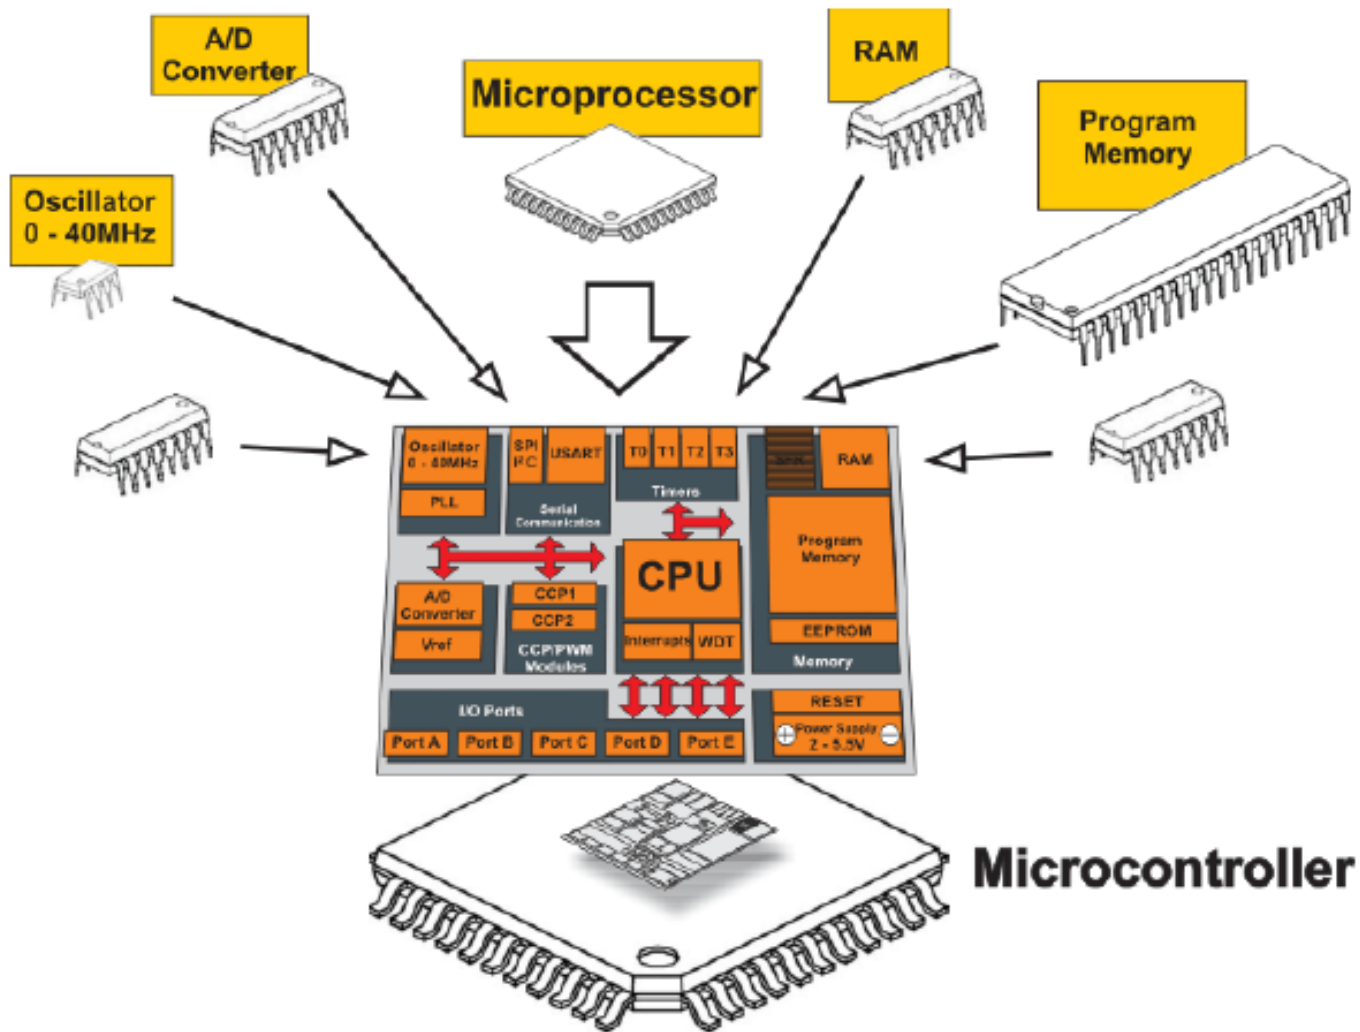 A/D
Converter
Microprocessor
RAM
Program
Memory
Oscillator
0 - 40MHz
Oscillator
0 - 40MHz
PLL
SPI
I²C
USART
Serial
Communication
T0
T1
T2
T3
Timers
RAM
Program
Memory
EEPROM
Memory
A/D
Converter
Vref
CCP1
CCP2
CCP/PWM
Modules
CPU
Interrupts
WDT
I/O Ports
Port A
Port B
Port C
Port D
Port E
RESET
Power Supply
2 - 5.5V
Microcontroller